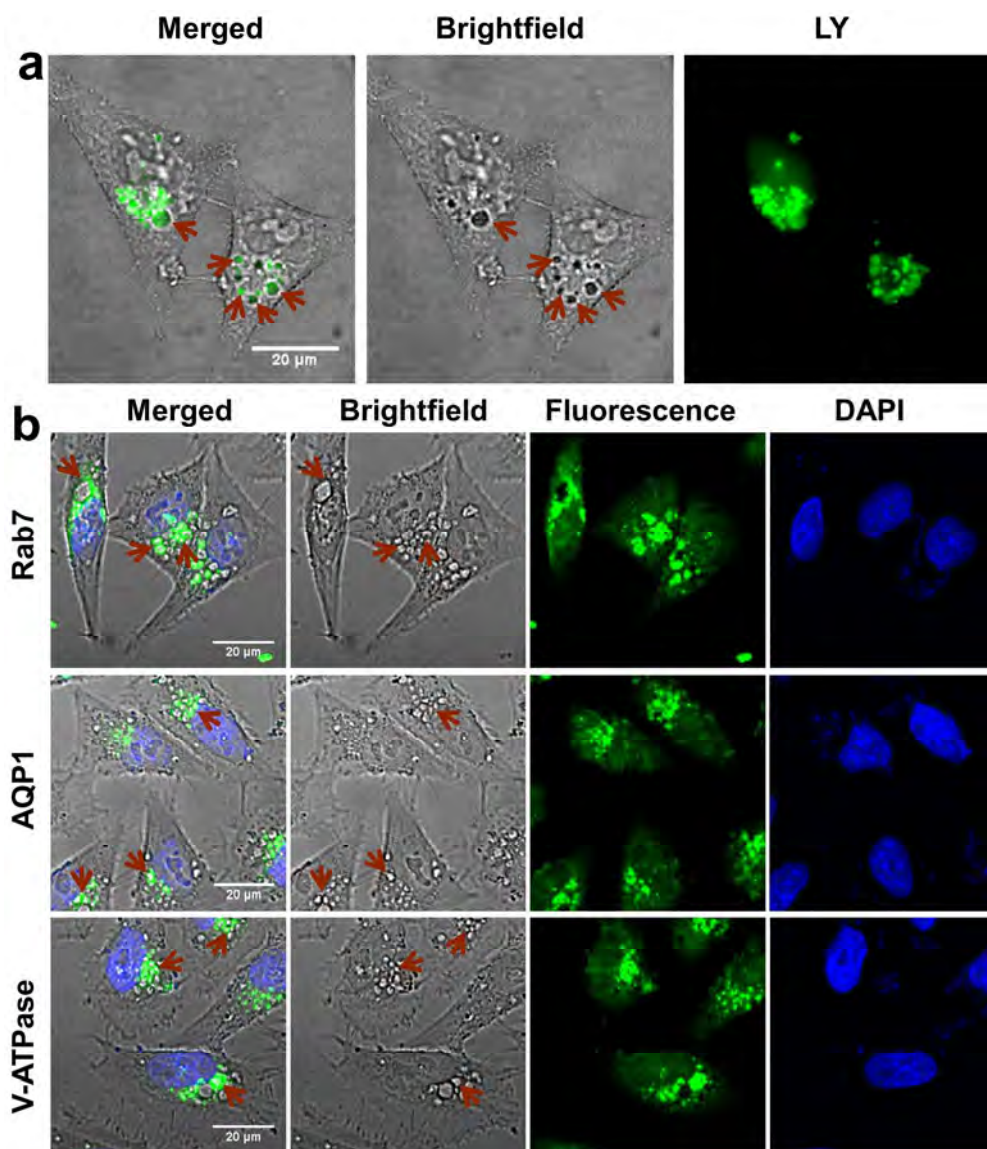 a
Merged Brightfield LY
20 µm
b
Merged Brightfield Fluorescence DAPI
Rab7
20 µm
AQP1
20 µm
V-ATPase
20 µm